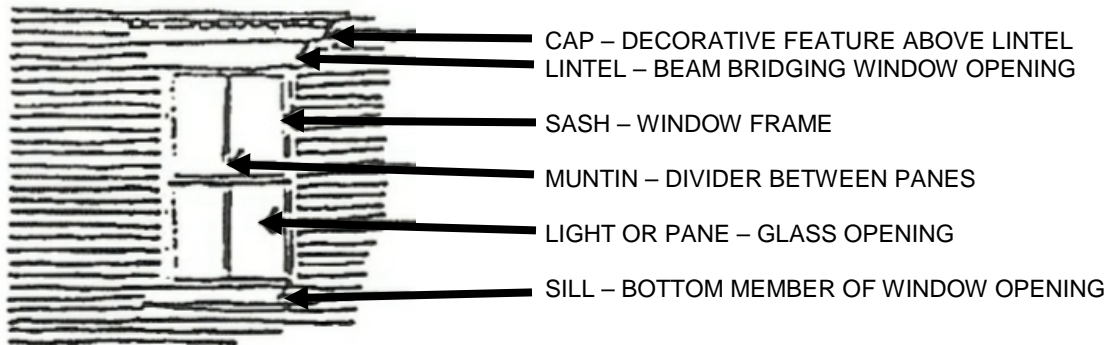 CAP – DECORATIVE FEATURE ABOVE LINTEL
LINTEL – BEAM BRIDGING WINDOW OPENING
SASH – WINDOW FRAME
MUNTIN – DIVIDER BETWEEN PANES
LIGHT OR PANE – GLASS OPENING
SILL – BOTTOM MEMBER OF WINDOW OPENING